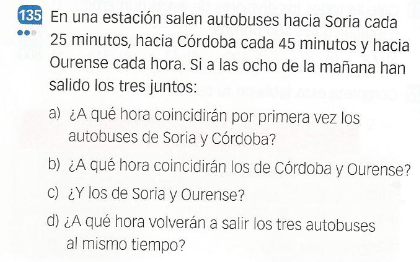 135 En una estación salen autobuses hacia Soria cada
25 minutos, hacia Córdoba cada 45 minutos y hacia
Ourense cada hora. Si a las ocho de la mañana han
salido los tres juntos:
a) ¿A qué hora coincidirán por primera vez los
autobuses de Soria y Córdoba?
b) ¿A qué hora coincidirán los de Córdoba y Ourense?
c) ¿Y los de Soria y Ourense?
d) ¿A qué hora volverán a salir los tres autobuses
al mismo tiempo?